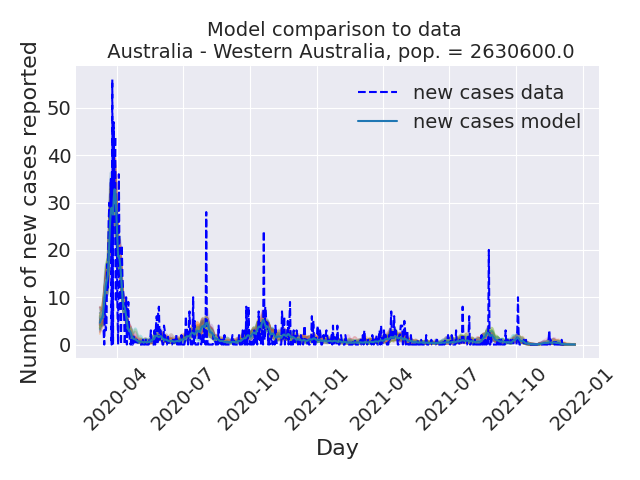 Model comparison to data
Australia - Western Australia, pop. = 2630600.0
Number of new cases reported
50
40
30
20
10
0
new cases data
new cases model
2020-04
2020-07
2020-10
2021-01
2021-04
2021-07
2021-10
2022-01
Day